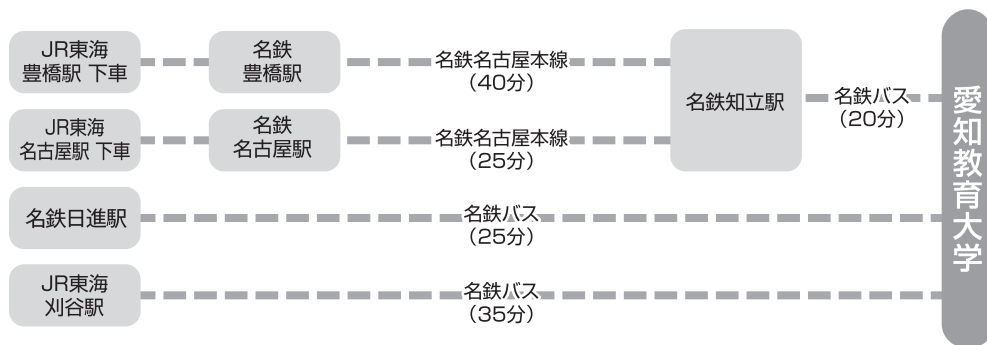 JR東海
豊橋駅 下車
名鉄
豊橋駅
名鉄名古屋本線
（40分）
JR東海
名古屋駅 下車
名鉄
名古屋駅
名鉄名古屋本線
（25分）
名鉄知立駅
名鉄バス
（20分）
名鉄日進駅
名鉄バス
（25分）
JR東海
刈谷駅
名鉄バス
（35分）
愛知教育大学